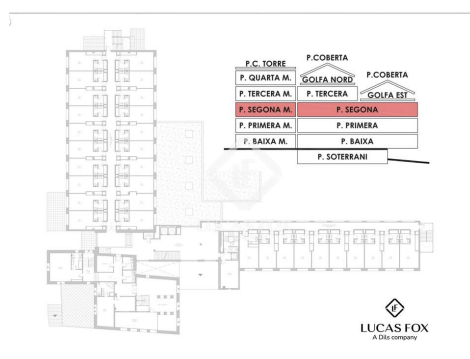 P.C. TORRE
P.COBERTA
P. QUARTA M.
GOLFA NORD
P.COBERTA
P. TERCERA M.
P. TERCERA
GOLFA EST
P. SEGONA M.
P. SEGONA
P. PRIMERA M.
P. PRIMERA
P. BAIXA M.
P. BAIXA
P. SOTERRANI
LUCAS FOX
A Dils company